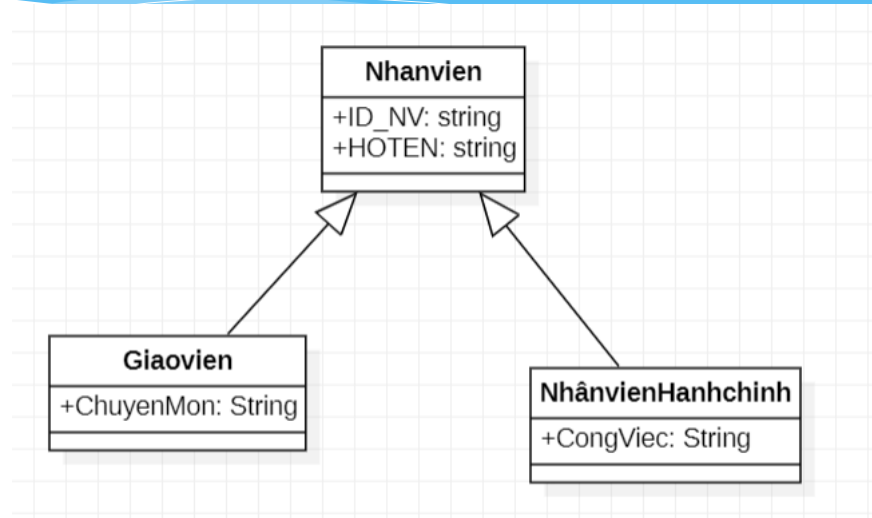 Nhanvien
+ID_NV: string
+HOTEN: string
Giaovien
+ChuyenMon: String
NhânvienHanhchinh
+CongViec: String